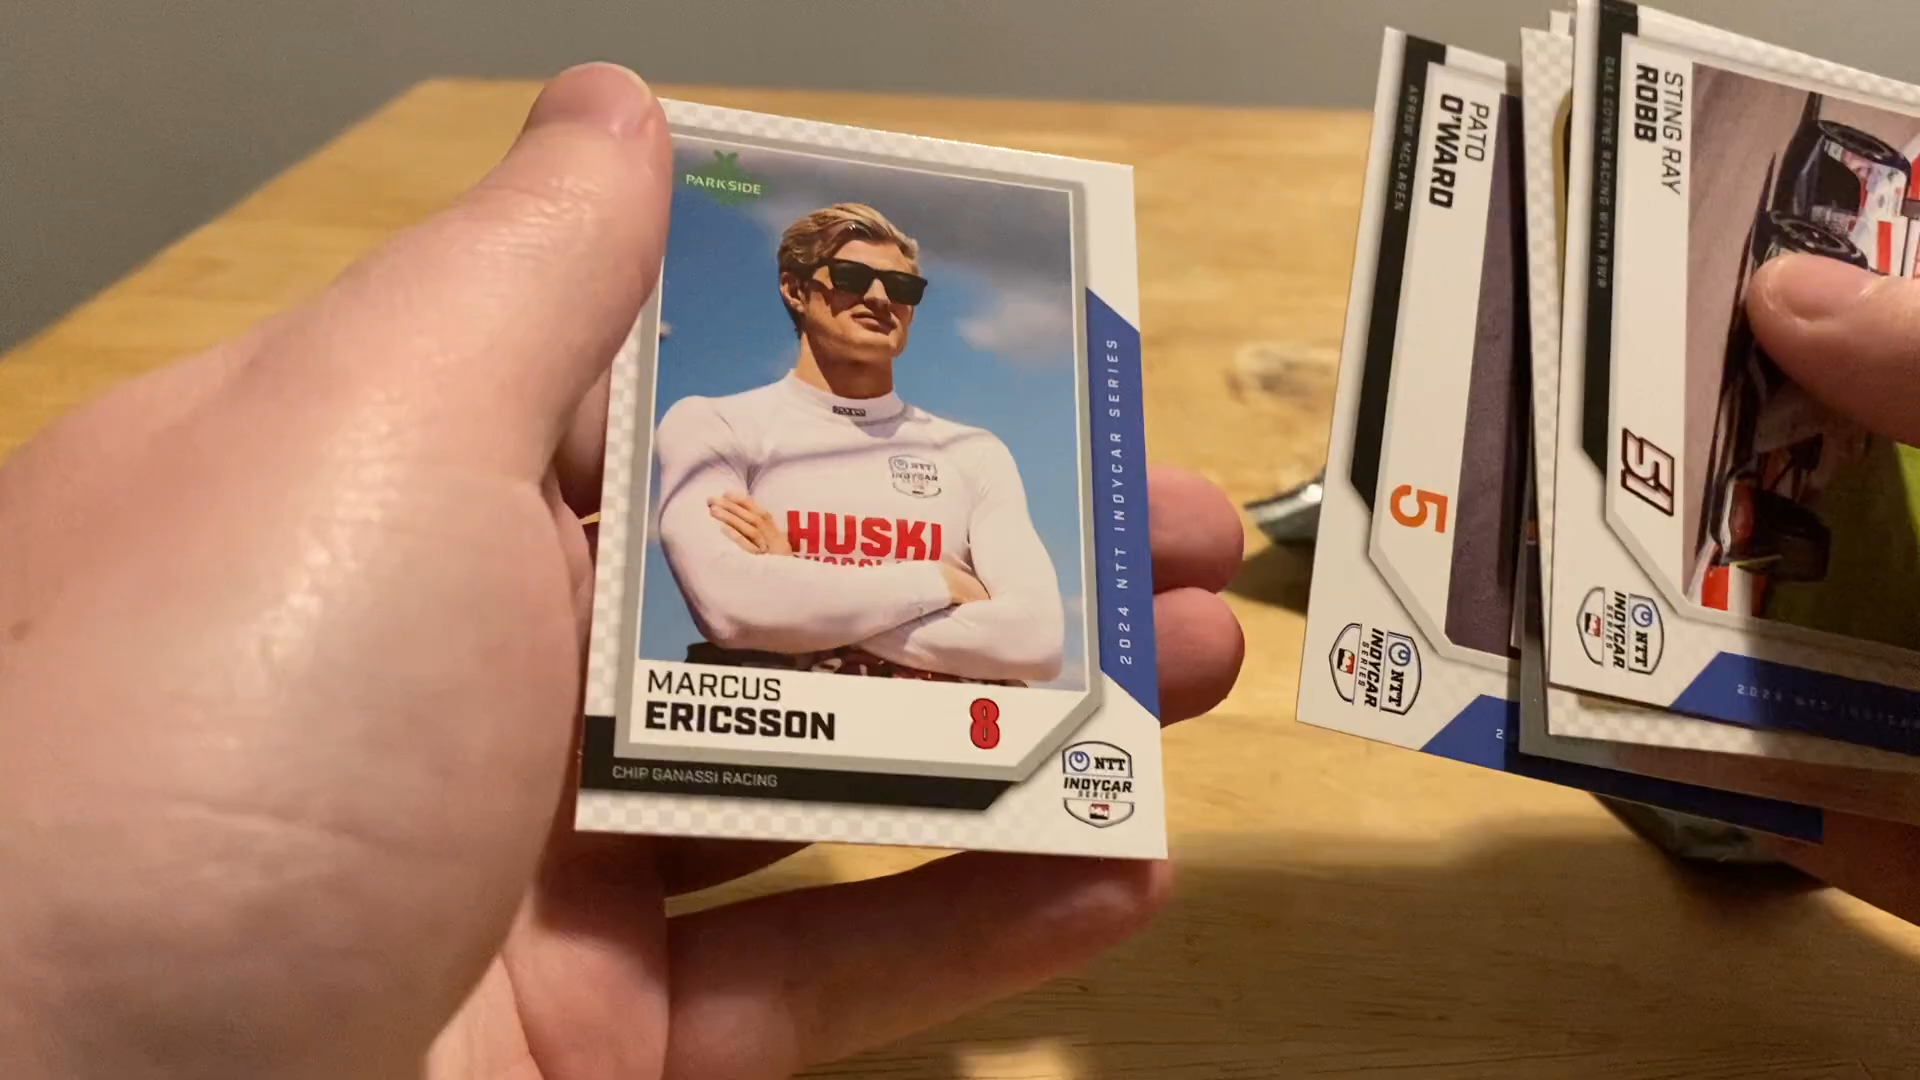 PARKSIDE
NTT
INDYCAR
SERIES
HUSKI
MARCUS
ERICSSON
8
CHIP GANASSI RACING
2024 NTT INDYCAR SERIES
NTT
INDYCAR
SERIES
PATO
O'WARD
ARROW MCLAREN
5
NTT
INDYCAR
SERIES
2
STING RAY
ROBB
DALE COYNE RACING WITH RWR
51
NTT
INDYCAR
SERIES
2024 NTT INDYCAR